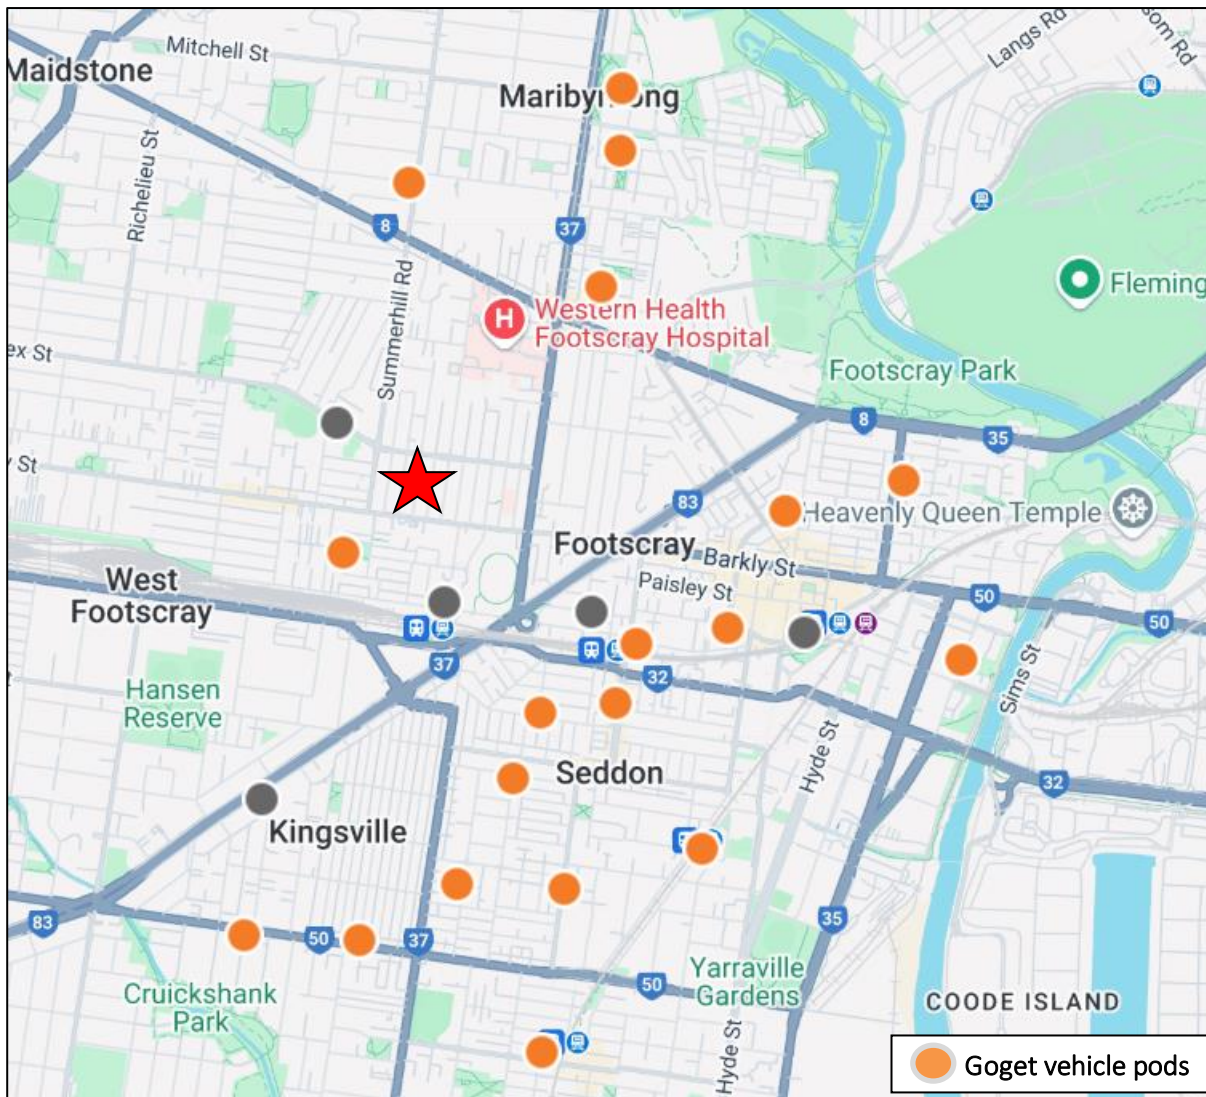 Mitchell St
Langs Rd
som Rd
Maidstone
Maribyrnong
Richelieu St
8
37
Summerhill Rd
H
Western Health
Footscray Hospital
Fleming
ex St
Footscray Park
8
35
St
83
Heavenly Queen Temple
Footscray
Barkly St
Paisley St
West
Footscray
50
50
37
32
Sims St
Hansen
Reserve
Hyde St
Seddon
32
Kingsville
83
50
37
35
50
Yarraville
Gardens
Cruickshank
Park
COODE ISLAND
Hyde St
Goget vehicle pods